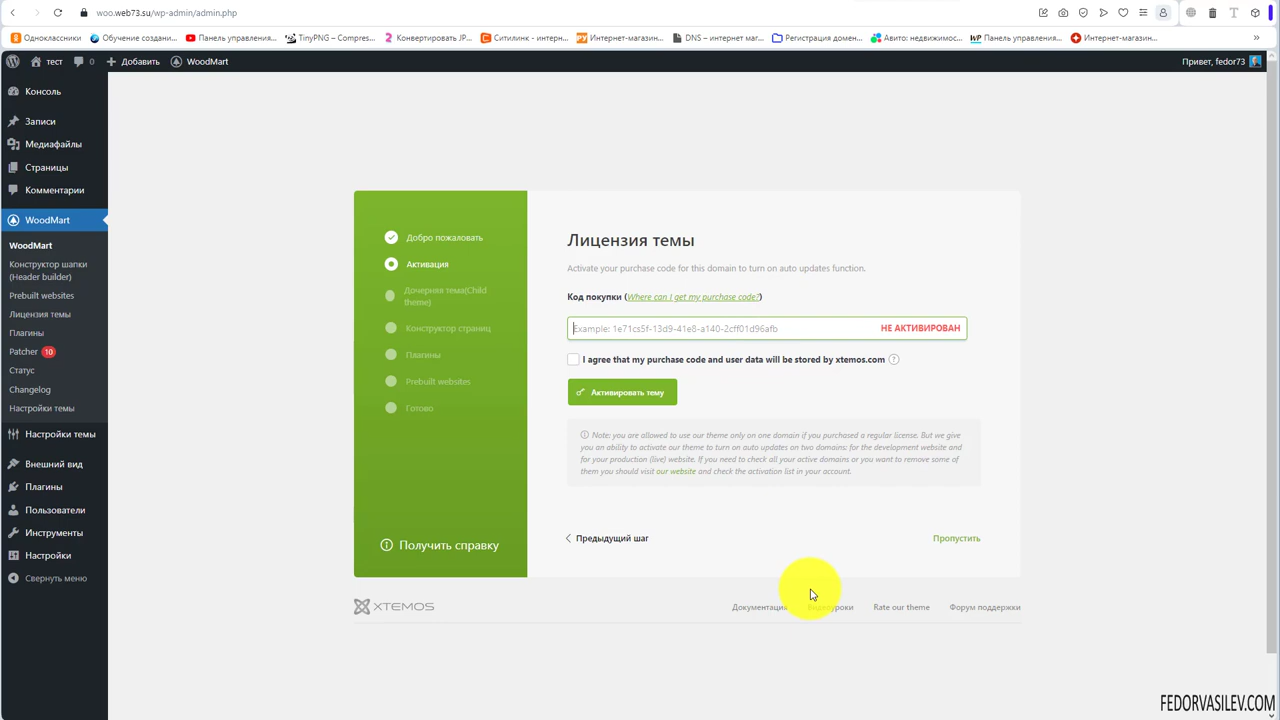 woo.web73.su/wp-admin/admin.php
Одноклассники
Обучение создани...
Панель управления...
TinyPNG – Compres...
Конвертировать JP...
Ситилинк - интерн...
Интернет-магазин...
DNS – интернет маг...
Регистрация домен...
Авито: недвижимос...
Панель управления...
Интернет-магазин...
тест
0
Добавить
WoodMart
Привет, fedor73
Консоль
Записи
Медиафайлы
Страницы
Комментарии
WoodMart
WoodMart
Конструктор шапки
(Header builder)
Prebuilt websites
Лицензия темы
Плагины
Patcher 10
Статус
Changelog
Настройки темы
Настройки темы
Внешний вид
Плагины
Пользователи
Инструменты
Настройки
Свернуть меню
Добро пожаловать
Активация
Дочерняя тема(Child
theme)
Конструктор страниц
Плагины
Prebuilt websites
Готово
Получить справку
Лицензия темы
Activate your purchase code for this domain to turn on auto updates function.
Код покупки (Where can I get my purchase code?)
Example: 1e71cs5f-13d9-41e8-a140-2cff01d96afb
НЕ АКТИВИРОВАН
I agree that my purchase code and user data will be stored by xtemos.com ?
Активировать тему
Note: you are allowed to use our theme only on one domain if you purchased a regular license. But we give
you an ability to activate our theme to turn on auto updates on two domains: for the development website and
for your production (live) website. If you need to check all your active domains or you want to remove some of
them you should visit our website and check the activation list in your account.
Предыдущий шаг
Пропустить
XTEMOS
Документация
Видеоуроки
Rate our theme
Форум поддержки
FEDORVASILEV.COM